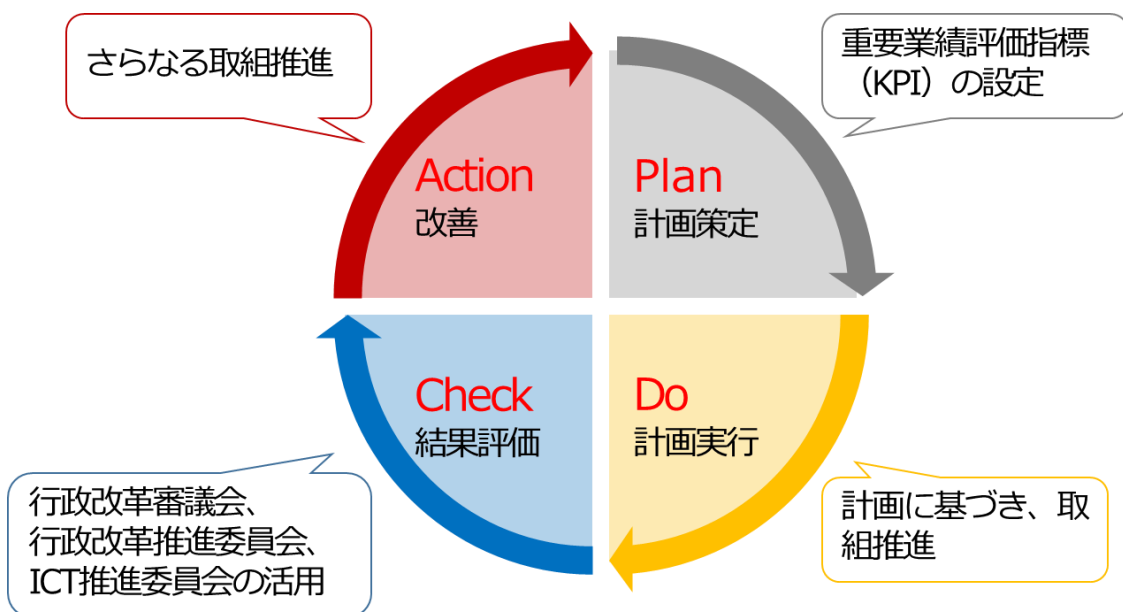 さらなる取組推進
重要業績評価指標
（KPI）の設定
Action
改善
Plan
計画策定
Check
結果評価
Do
計画実行
行政改革審議会、
行政改革推進委員会、
ICT推進委員会の活用
計画に基づき、取
組推進